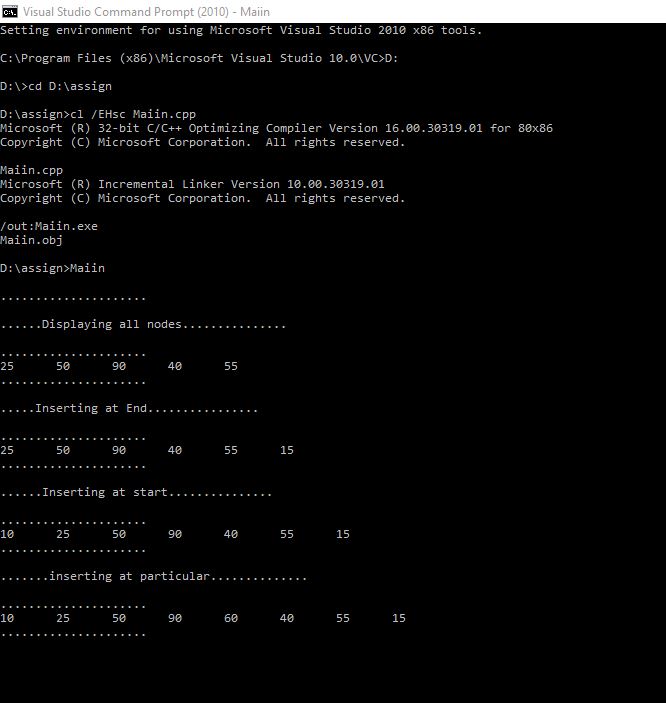 Visual Studio Command Prompt (2010) - Maiin
Setting environment for using Microsoft Visual Studio 2010 x86 tools.
C:\Program Files (x86)\Microsoft Visual Studio 10.0\VC>D:
D:\>cd D:\assign
D:\assign>cl /EHsc Maiin.cpp
Microsoft (R) 32-bit C/C++ Optimizing Compiler Version 16.00.30319.01 for 80x86
Copyright (C) Microsoft Corporation.  All rights reserved.
Maiin.cpp
Microsoft (R) Incremental Linker Version 10.00.30319.01
Copyright (C) Microsoft Corporation.  All rights reserved.
/out:Maiin.exe
Maiin.obj
D:\assign>Maiin
.....................
......Displaying all nodes...............
.....................
25      50      90      40      55
.....................
.....Inserting at End................
.....................
25      50      90      40      55      15
.....................
......Inserting at start...............
.....................
10      25      50      90      40      55      15
.....................
.......inserting at particular..............
.....................
10      25      50      90      60      40      55      15
.....................